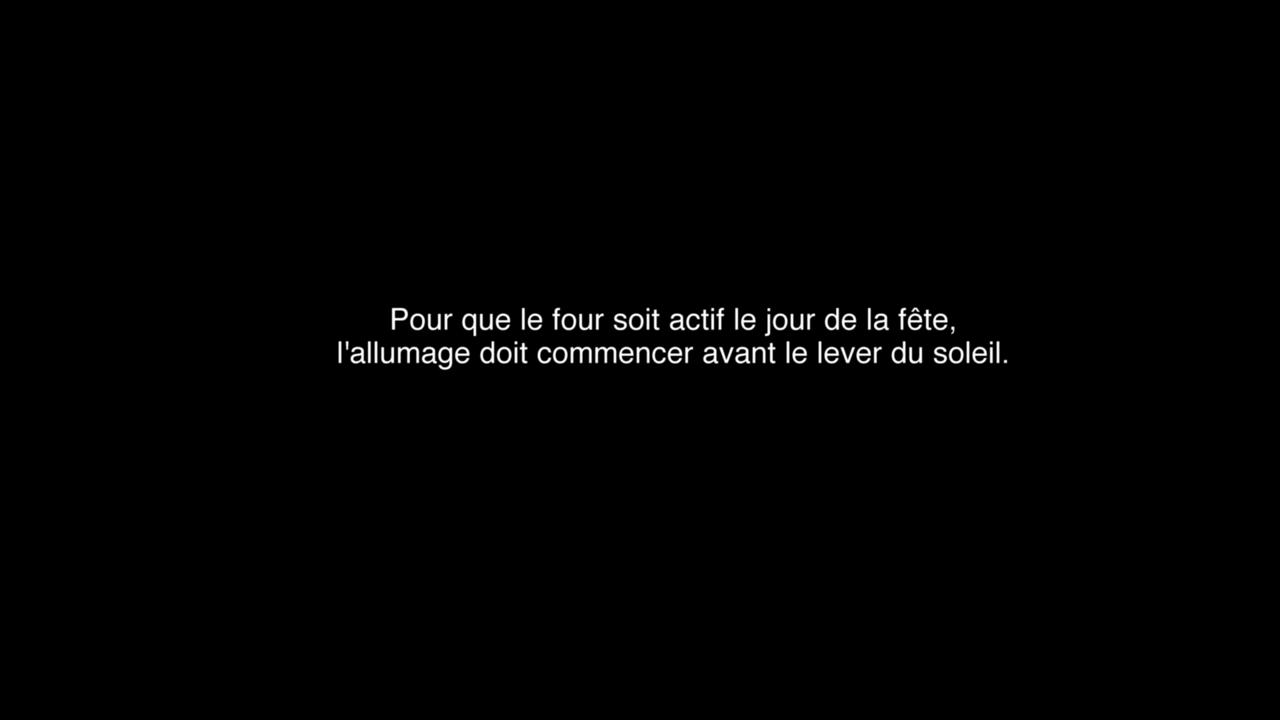 Pour que le four soit actif le jour de la fête,
l'allumage doit commencer avant le lever du soleil.